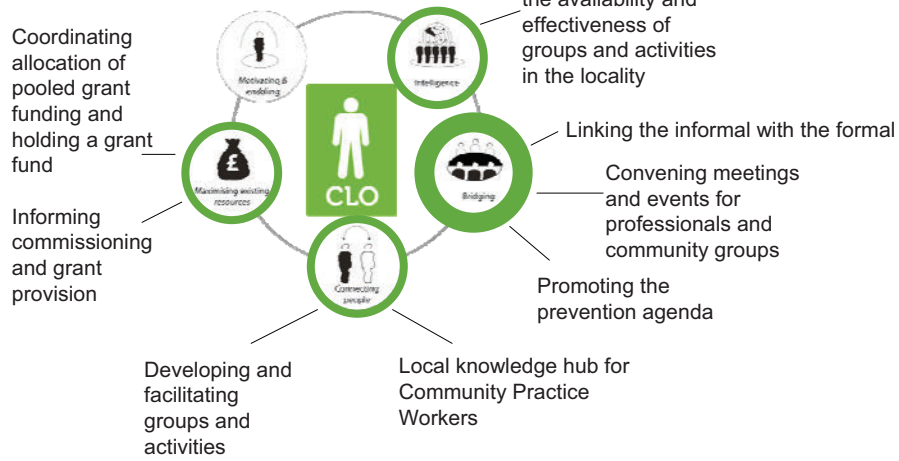 the availability and
effectiveness of
groups and activities
in the locality
Coordinating
allocation of
pooled grant
funding and
holding a grant
fund
Motivating &
enabling
Intelligence
Linking the informal with the formal
£
Maximising existing
resources
CLO
Bridging
Convening meetings
and events for
professionals and
community groups
Informing
commissioning
and grant
provision
Connecting
people
Promoting the
prevention agenda
Developing and
facilitating
groups and
activities
Local knowledge hub for
Community Practice
Workers